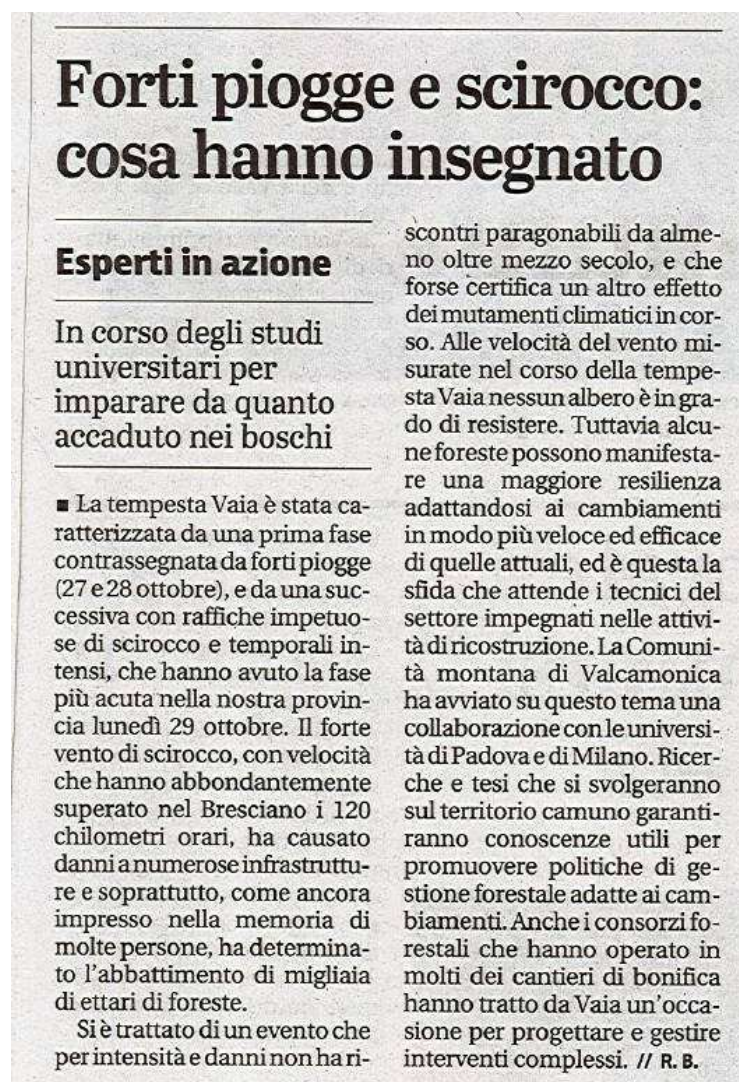 Forti piogge e scirocco:
cosa hanno insegnato
Esperti in azione
In corso degli studi
universitari per
imparare da quanto
accaduto nei boschi
■ La tempesta Vaia è stata ca-
ratterizzata da una prima fase
contrassegnata da forti piogge
(27 e 28 ottobre), e da una suc-
cessiva con raffiche impetuo-
se di scirocco e temporali in-
tensi, che hanno avuto la fase
più acuta nella nostra provin-
cia lunedì 29 ottobre. Il forte
vento di scirocco, con velocità
che hanno abbondantemente
superato nel Bresciano i 120
chilometri orari, ha causato
danni a numerose infrastruttu-
re e soprattutto, come ancora
impresso nella memoria di
molte persone, ha determina-
to l'abbattimento di migliaia
di ettari di foreste.
Si è trattato di un evento che
per intensità e danni non ha ri-
scontri paragonabili da alme-
no oltre mezzo secolo, e che
forse certifica un altro effetto
dei mutamenti climatici in cor-
so. Alle velocità del vento mi-
surate nel corso della tempe-
sta Vaia nessun albero è in gra-
do di resistere. Tuttavia alcu-
ne foreste possono manifesta-
re una maggiore resilienza
adattandosi ai cambiamenti
in modo più veloce ed efficace
di quelle attuali, ed è questa la
sfida che attende i tecnici del
settore impegnati nelle attivi-
tà di ricostruzione. La Comuni-
tà montana di Valcamonica
ha avviato su questo tema una
collaborazione con le universi-
tà di Padova e di Milano. Ricer-
che e tesi che si svolgeranno
sul territorio camuno garanti-
ranno conoscenze utili per
promuovere politiche di ge-
stione forestale adatte ai cam-
biamenti. Anche i consorzi fo-
restali che hanno operato in
molti dei cantieri di bonifica
hanno tratto da Vaia un'occa-
sione per progettare e gestire
interventi complessi. // R. B.